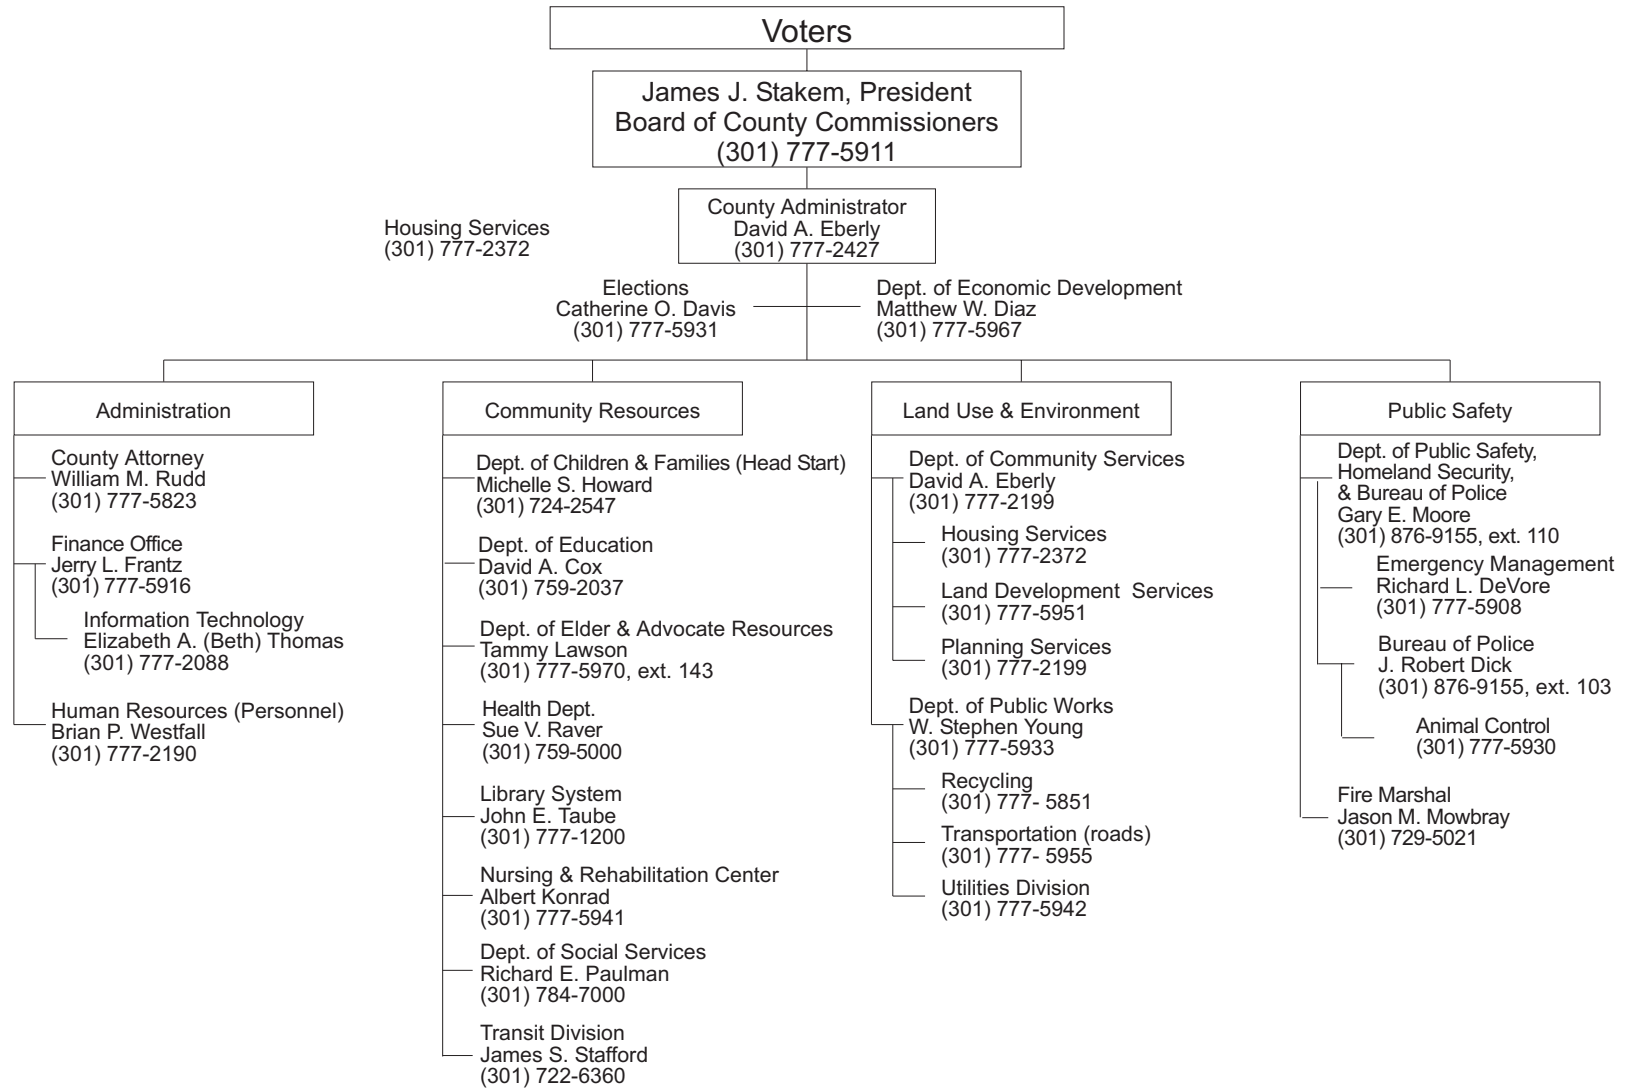 Voters
James J. Stakem, President
Board of County Commissioners
(301) 777-5911
County Administrator
David A. Eberly
(301) 777-2427
Housing Services
(301) 777-2372
Elections
Catherine O. Davis
(301) 777-5931
Dept. of Economic Development
Matthew W. Diaz
(301) 777-5967
Administration
County Attorney
William M. Rudd
(301) 777-5823
Finance Office
Jerry L. Frantz
(301) 777-5916
Information Technology
Elizabeth A. (Beth) Thomas
(301) 777-2088
Human Resources (Personnel)
Brian P. Westfall
(301) 777-2190
Community Resources
Dept. of Children & Families (Head Start)
Michelle S. Howard
(301) 724-2547
Dept. of Education
David A. Cox
(301) 759-2037
Dept. of Elder & Advocate Resources
Tammy Lawson
(301) 777-5970, ext. 143
Health Dept.
Sue V. Raver
(301) 759-5000
Library System
John E. Taube
(301) 777-1200
Nursing & Rehabilitation Center
Albert Konrad
(301) 777-5941
Dept. of Social Services
Richard E. Paulman
(301) 784-7000
Transit Division
James S. Stafford
(301) 722-6360
Land Use & Environment
Dept. of Community Services
David A. Eberly
(301) 777-2199
Housing Services
(301) 777-2372
Land Development  Services
(301) 777-5951
Planning Services
(301) 777-2199
Dept. of Public Works
W. Stephen Young
(301) 777-5933
Recycling
(301) 777- 5851
Transportation (roads)
(301) 777- 5955
Utilities Division
(301) 777-5942
Public Safety
Dept. of Public Safety,
Homeland Security,
& Bureau of Police
Gary E. Moore
(301) 876-9155, ext. 110
Emergency Management
Richard L. DeVore
(301) 777-5908
Bureau of Police
J. Robert Dick
(301) 876-9155, ext. 103
Animal Control
(301) 777-5930
Fire Marshal
Jason M. Mowbray
(301) 729-5021